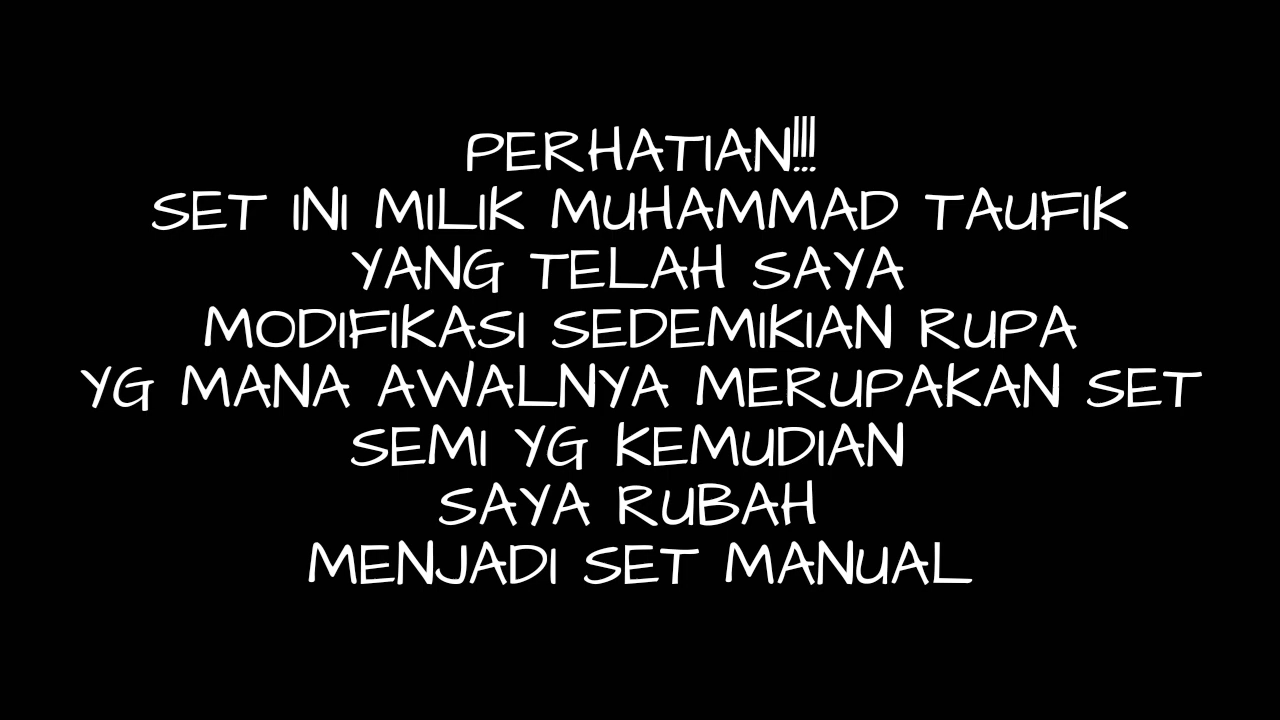 PERHATIAN!!!
SET INI MILIK MUHAMMAD TAUFIK
YANG TELAH SAYA
MODIFIKASI SEDEMIKIAN RUPA
YG MANA AWALNYA MERUPAKAN SET
SEMI YG KEMUDIAN
SAYA RUBAH
MENJADI SET MANUAL